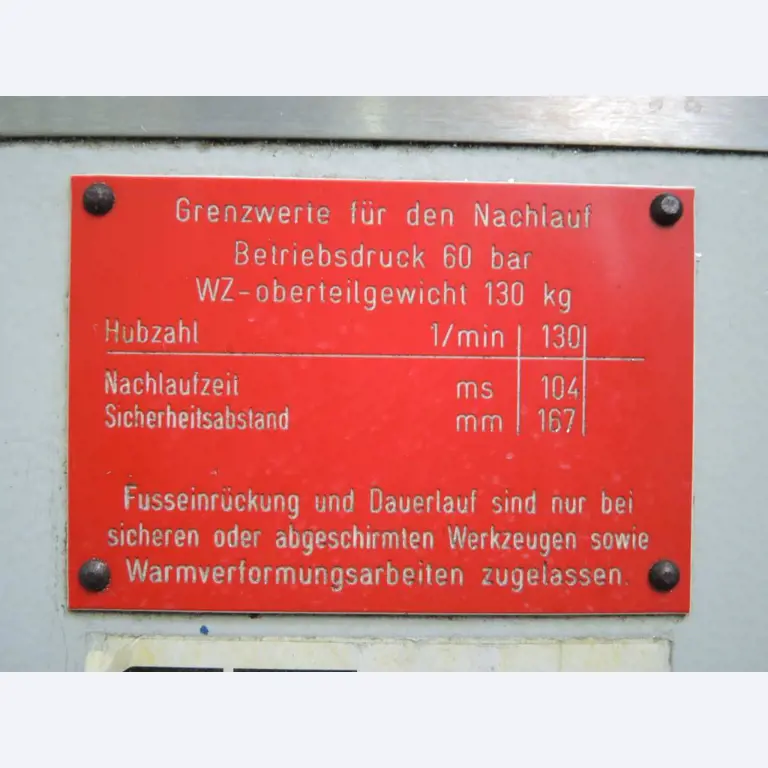 Grenzwerte für den Nachlauf
Betriebsdruck 60 bar
WZ-oberteilgewicht 130 kg
Hubzahl 1/min 130
Nachlaufzeit ms 104
Sicherheitsabstand mm 167
Fusseinrückung und Dauerlauf sind nur bei
sicheren oder abgeschirmten Werkzeugen sowie
Warmverformungsarbeiten zugelassen.